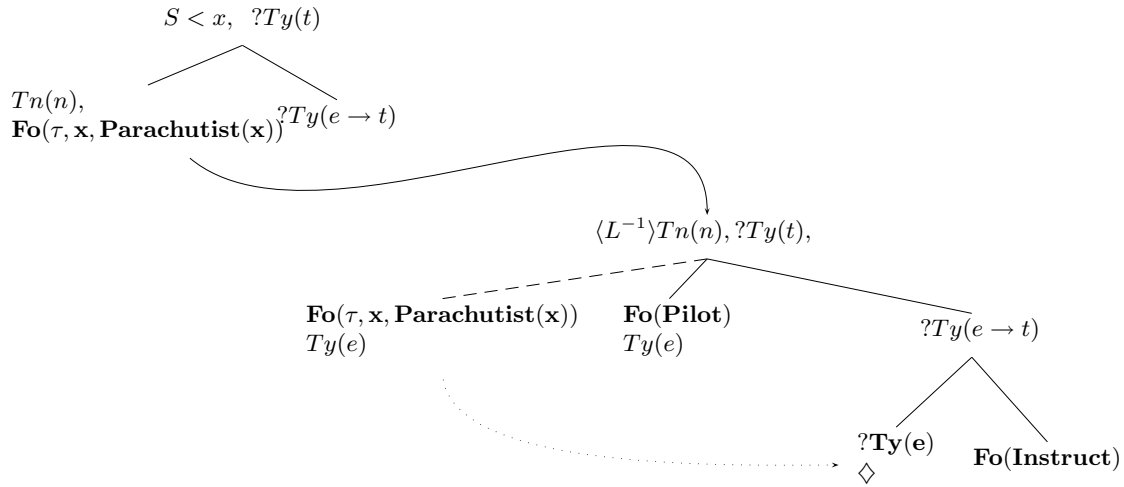 S < x, ?Ty(t)
Tn(n),
Fo(τ, x, Parachutist(x))
?Ty(e → t)
⟨L⁻¹⟩Tn(n), ?Ty(t),
Fo(τ, x, Parachutist(x))
Ty(e)
Fo(Pilot)
Ty(e)
?Ty(e → t)
?Ty(e)
◊
Fo(Instruct)